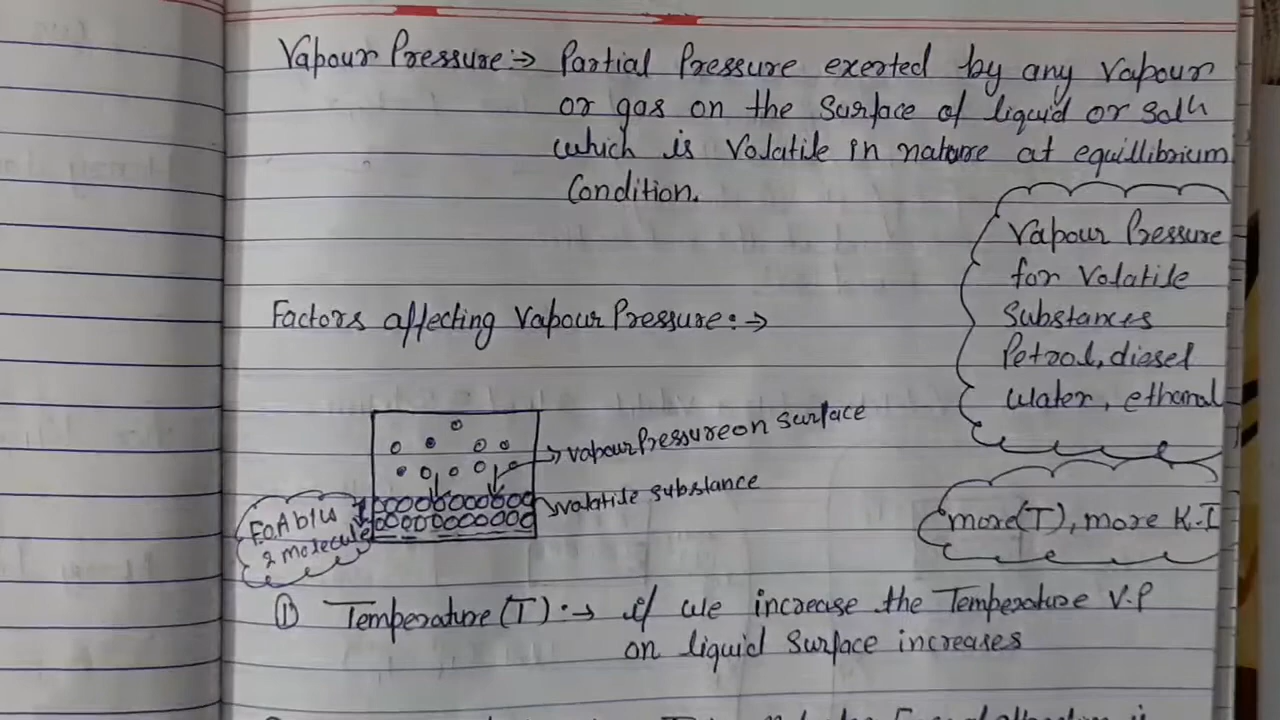 Vapour Pressure :→ Partial Pressure exerted by any Vapour
or gas on the surface of liquid or
which is Volatile in nature at equillibrium
Condition.
Vapour Pressure
for Volatile
Substances
Petrol, diesel
water, ethanal
Factors affecting Vapour Pressure :→
→ vapour Pressure on surface
→ volatile substance
F.O.A b/w
2 molecule
more(T), more K.E
① Temperature (T) :→ if we increase the Temperature V.P
on liquid surface increases